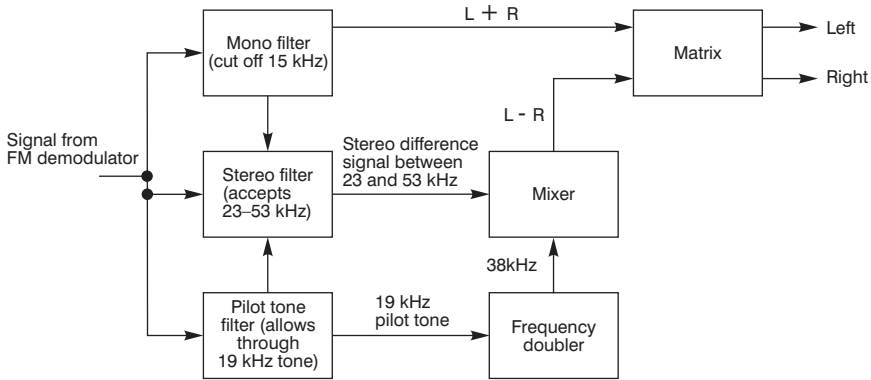 L + R
Mono filter
(cut off 15 kHz)
Matrix
Left
Right
L - R
Signal from
FM demodulator
Stereo filter
(accepts
23–53 kHz)
Stereo difference
signal between
23 and 53 kHz
Mixer
38kHz
Pilot tone
filter (allows
through
19 kHz tone)
19 kHz
pilot tone
Frequency
doubler